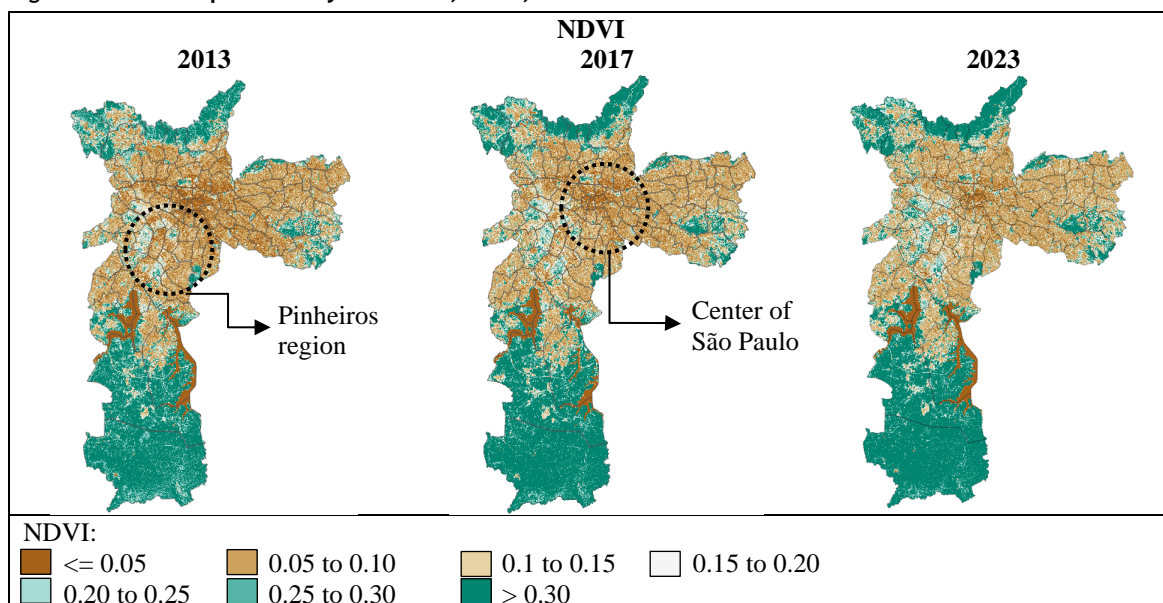 NDVI
2013 2017 2023
Pinheiros
region
Center of
São Paulo
NDVI:
<= 0.05 0.05 to 0.10 0.1 to 0.15 0.15 to 0.20
0.20 to 0.25 0.25 to 0.30 > 0.30